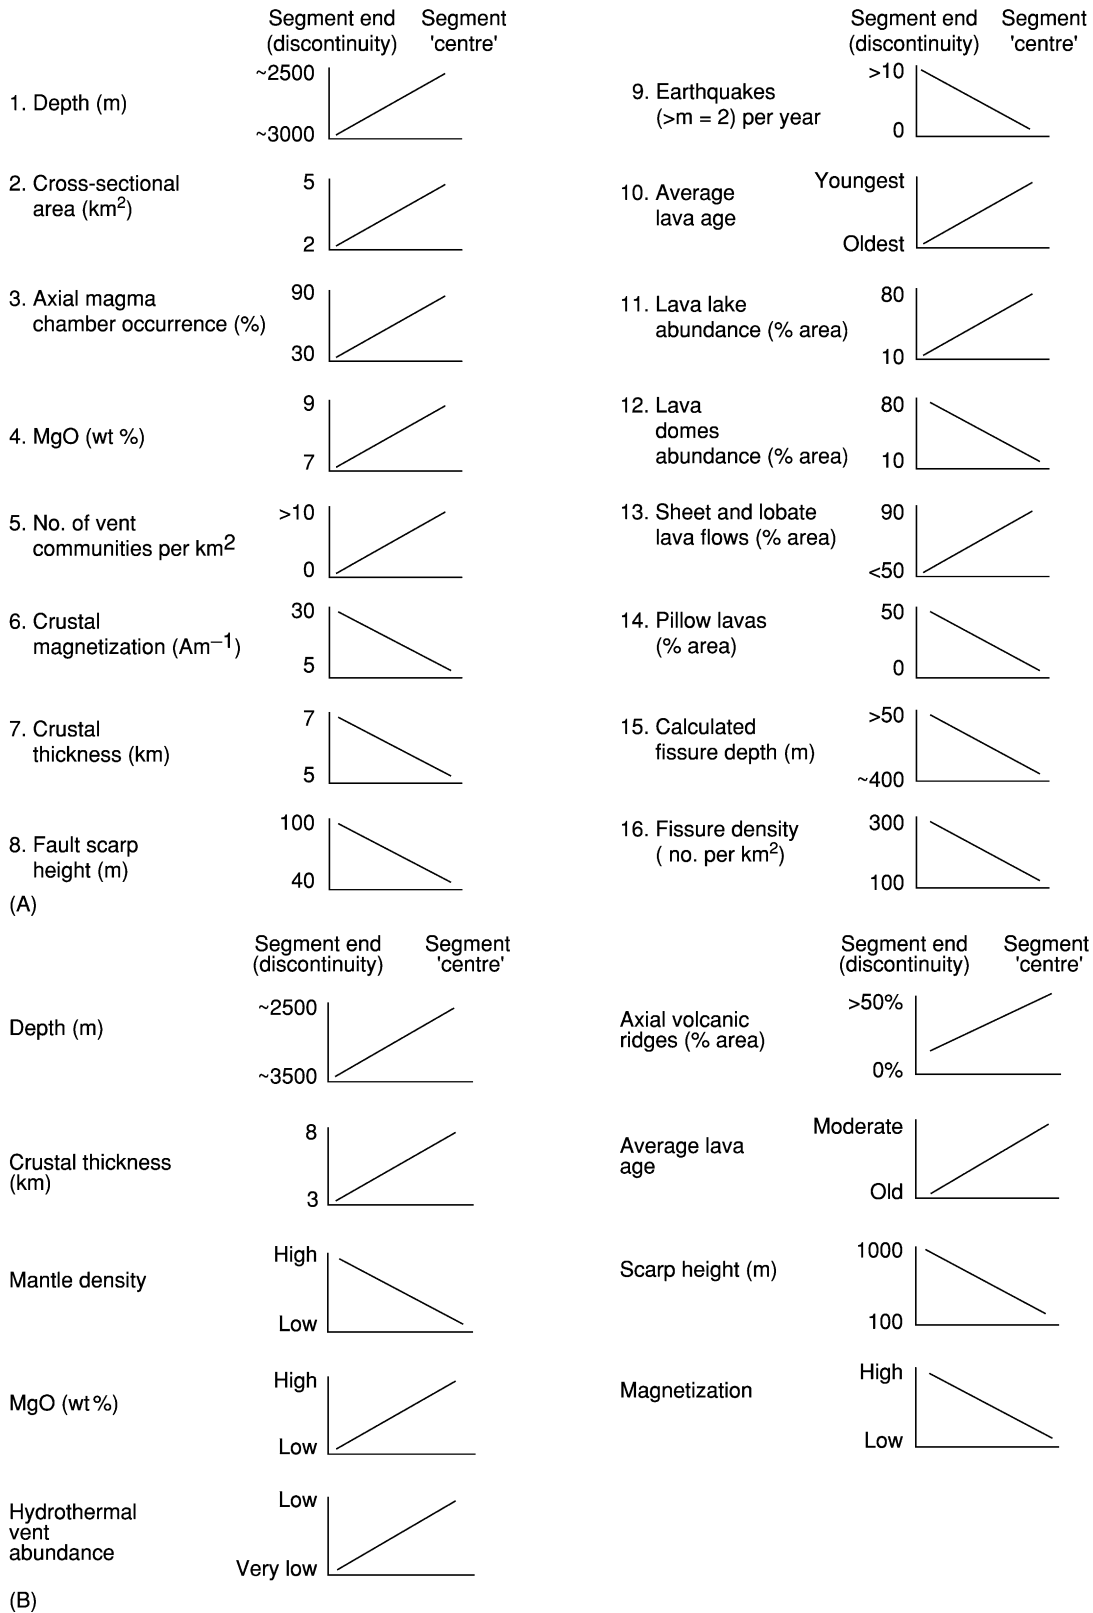 Segment end Segment
(discontinuity) 'centre'
1. Depth (m)
~2500
~3000
2. Cross-sectional
area (km²)
5
2
3. Axial magma
chamber occurrence (%)
90
30
4. MgO (wt %)
9
7
5. No. of vent
communities per km²
>10
0
6. Crustal
magnetization (Am⁻¹)
30
5
7. Crustal
thickness (km)
7
5
8. Fault scarp
height (m)
100
40
Segment end Segment
(discontinuity) 'centre'
9. Earthquakes
(>m = 2) per year
>10
0
10. Average
lava age
Youngest
Oldest
11. Lava lake
abundance (% area)
80
10
12. Lava
domes
abundance (% area)
80
10
13. Sheet and lobate
lava flows (% area)
90
<50
14. Pillow lavas
(% area)
50
0
15. Calculated
fissure depth (m)
>50
~400
16. Fissure density
( no. per km²)
300
100
(A)
Segment end Segment
(discontinuity) 'centre'
Depth (m)
~2500
~3500
Crustal thickness
(km)
8
3
Mantle density
High
Low
MgO (wt %)
High
Low
Hydrothermal
vent
abundance
Low
Very low
Segment end Segment
(discontinuity) 'centre'
Axial volcanic
ridges (% area)
>50%
0%
Average lava
age
Moderate
Old
Scarp height (m)
1000
100
Magnetization
High
Low
(B)